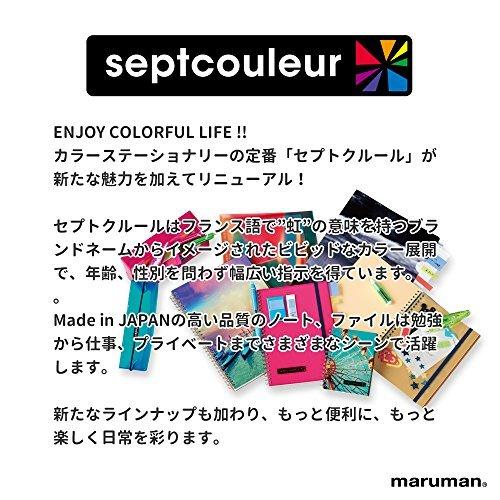 septcouleur
ENJOY COLORFUL LIFE !!
カラーステーショナリーの定番「セプトクルール」が
新たな魅力を加えてリニューアル！
セプトクルールはフランス語で”虹”の意味を持つブラ
ンドネームからイメージされたビビッドなカラー展開
で、年齢、性別を問わず幅広い指示を得ています。
。
Made in JAPANの高い品質のノート、ファイルは勉強
から仕事、プライベートまでさまざまなシーンで活躍
します。
新たなラインナップも加わり、もっと便利に、もっと
楽しく日常を彩ります。
maruman®